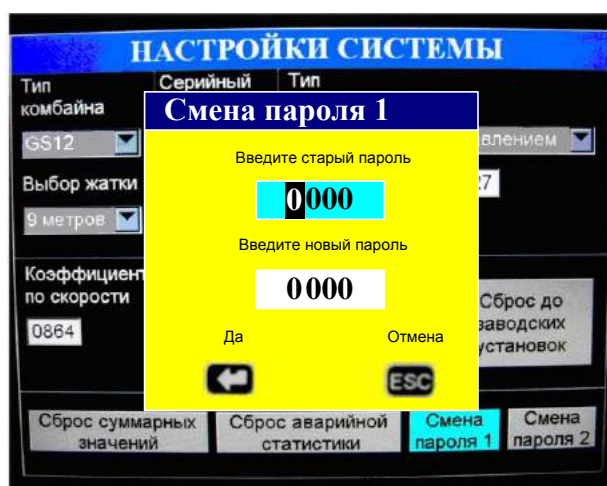 НАСТРОЙКИ СИСТЕМЫ
Тип
комбайна
Серийный
Тип
GS12
Выбор жатки
9 метров
Коэффициент
по скорости
0864
27
Смена пароля 1
Введите старый пароль
0000
Введите новый пароль
0000
Да
Отмена
ESC
Сброс до
заводских
установок
Сброс суммарных
значений
Сброс аварийной
статистики
Смена
пароля 1
Смена
пароля 2